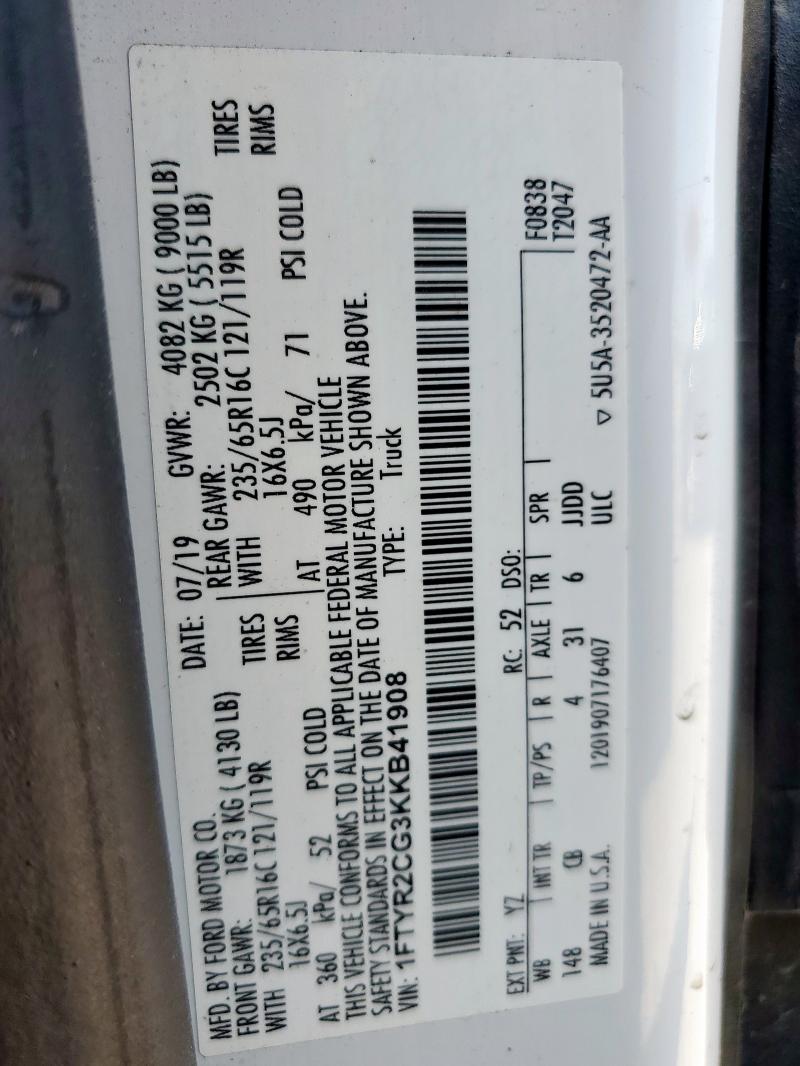 MFD. BY FORD MOTOR CO.
DATE: 07/19 GVWR: 4082 KG ( 9000 LB)
FRONT GAWR: 1873 KG ( 4130 LB) REAR GAWR: 2502 KG ( 5515 LB)
WITH 235/65R16C 121/119R TIRES WITH 235/65R16C 121/119R TIRES
16X6.5J RIMS 16X6.5J RIMS
AT 360 kPa/ 52 PSI COLD AT 490 kPa/ 71 PSI COLD
THIS VEHICLE CONFORMS TO ALL APPLICABLE FEDERAL MOTOR VEHICLE
SAFETY STANDARDS IN EFFECT ON THE DATE OF MANUFACTURE SHOWN ABOVE.
VIN: 1FTYR2CG3KKB41908 TYPE: Truck
EXT PNT: YZ RC: 52 DSO:
WB INT TR TP/PS R AXLE TR SPR F0838
148 CB 4 31 6 JJDD T2047
MADE IN U.S.A. 1201907176407 ULC
▽ 5U5A-3520472-AA